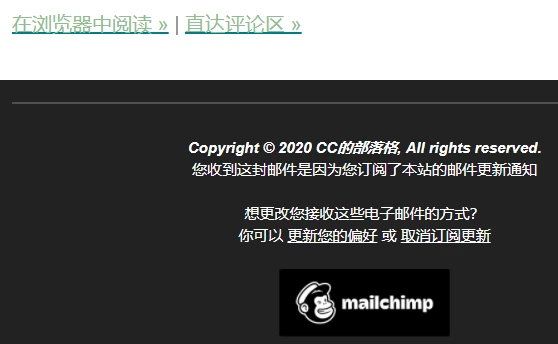 在浏览器中阅读 » | 直达评论区 »
Copyright © 2020 CC的部落格, All rights reserved.
您收到这封邮件是因为您订阅了本站的邮件更新通知
想更改您接收这些电子邮件的方式？
你可以 更新您的偏好 或 取消订阅更新
mailchimp